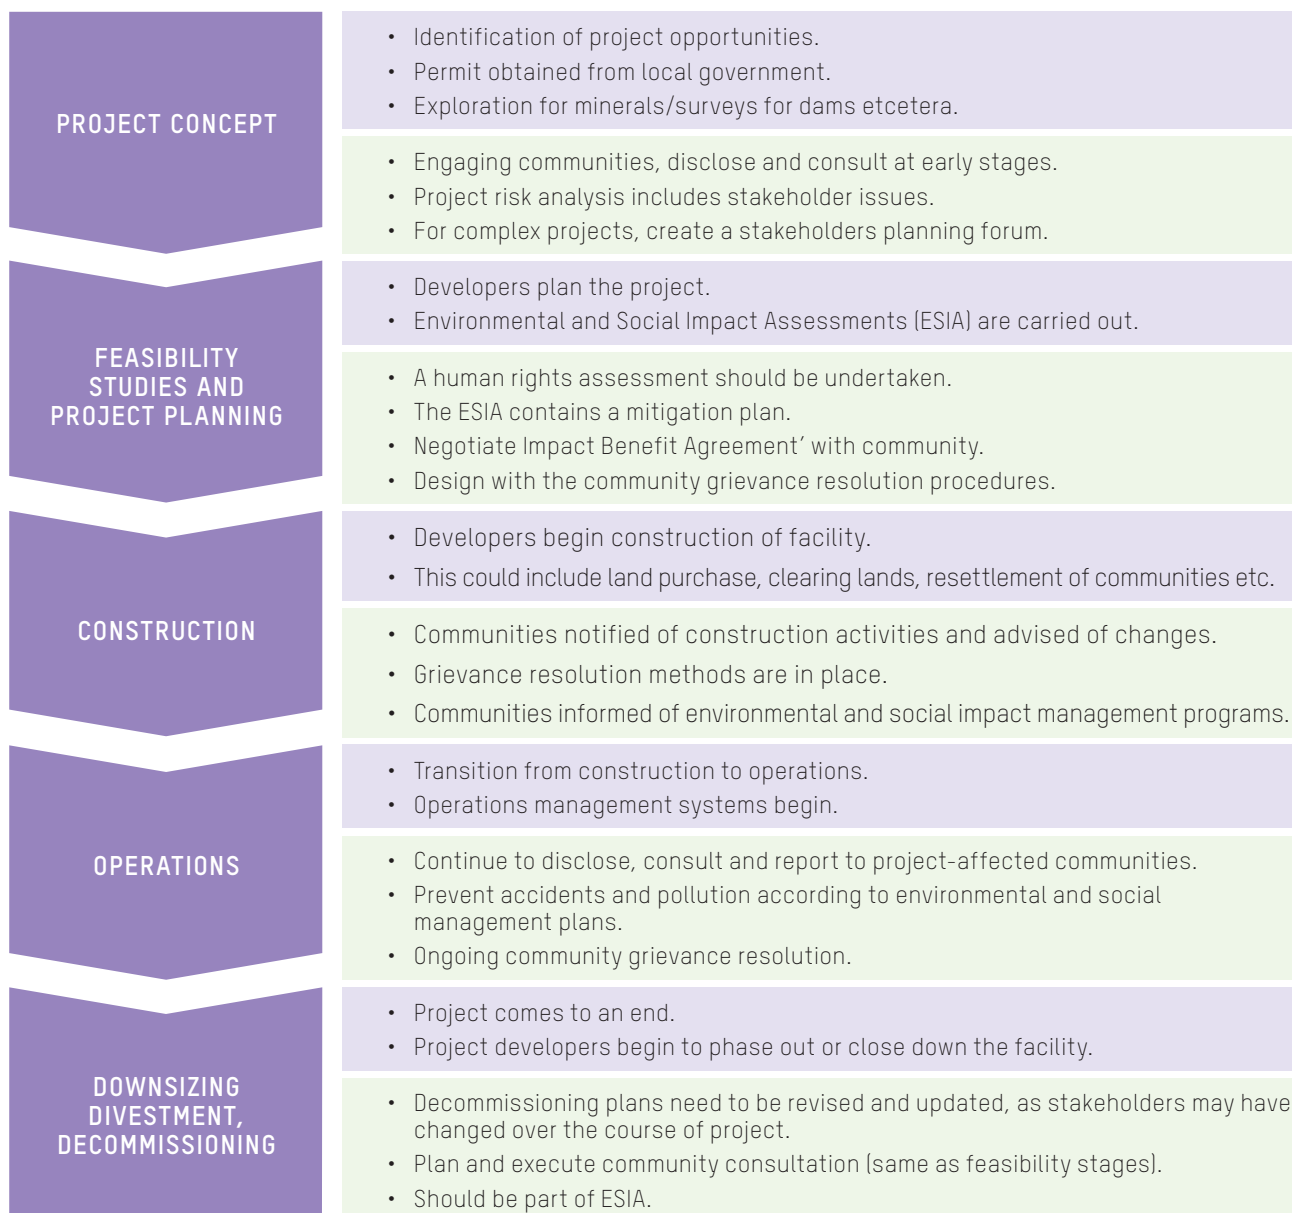 PROJECT CONCEPT
• Identification of project opportunities.
• Permit obtained from local government.
• Exploration for minerals/surveys for dams etcetera.
• Engaging communities, disclose and consult at early stages.
• Project risk analysis includes stakeholder issues.
• For complex projects, create a stakeholders planning forum.
FEASIBILITY
STUDIES AND
PROJECT PLANNING
• Developers plan the project.
• Environmental and Social Impact Assessments (ESIA) are carried out.
• A human rights assessment should be undertaken.
• The ESIA contains a mitigation plan.
• Negotiate Impact Benefit Agreement’ with community.
• Design with the community grievance resolution procedures.
CONSTRUCTION
• Developers begin construction of facility.
• This could include land purchase, clearing lands, resettlement of communities etc.
• Communities notified of construction activities and advised of changes.
• Grievance resolution methods are in place.
• Communities informed of environmental and social impact management programs.
OPERATIONS
• Transition from construction to operations.
• Operations management systems begin.
• Continue to disclose, consult and report to project-affected communities.
• Prevent accidents and pollution according to environmental and social
management plans.
• Ongoing community grievance resolution.
DOWNSIZING
DIVESTMENT,
DECOMMISSIONING
• Project comes to an end.
• Project developers begin to phase out or close down the facility.
• Decommissioning plans need to be revised and updated, as stakeholders may have
changed over the course of project.
• Plan and execute community consultation (same as feasibility stages).
• Should be part of ESIA.